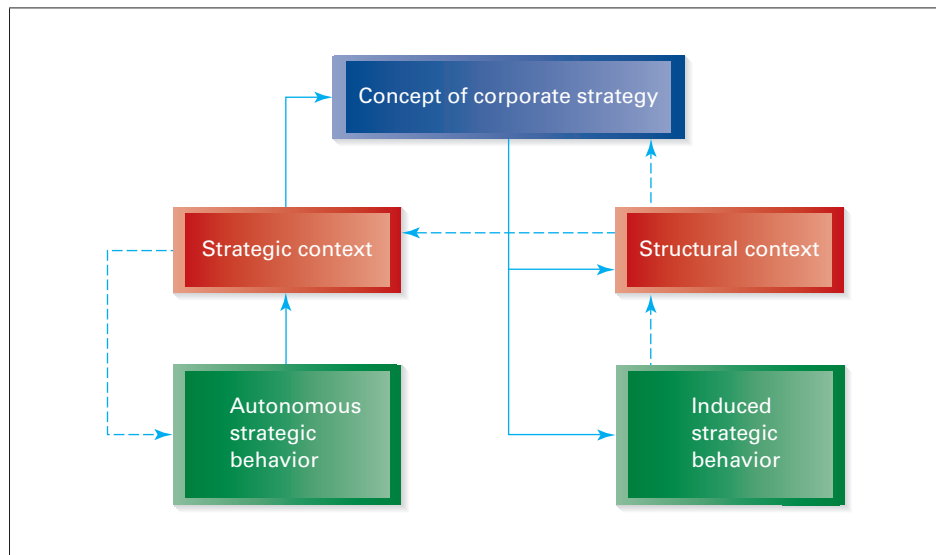 Concept of corporate strategy
Strategic context
Structural context
Autonomous
strategic
behavior
Induced
strategic
behavior